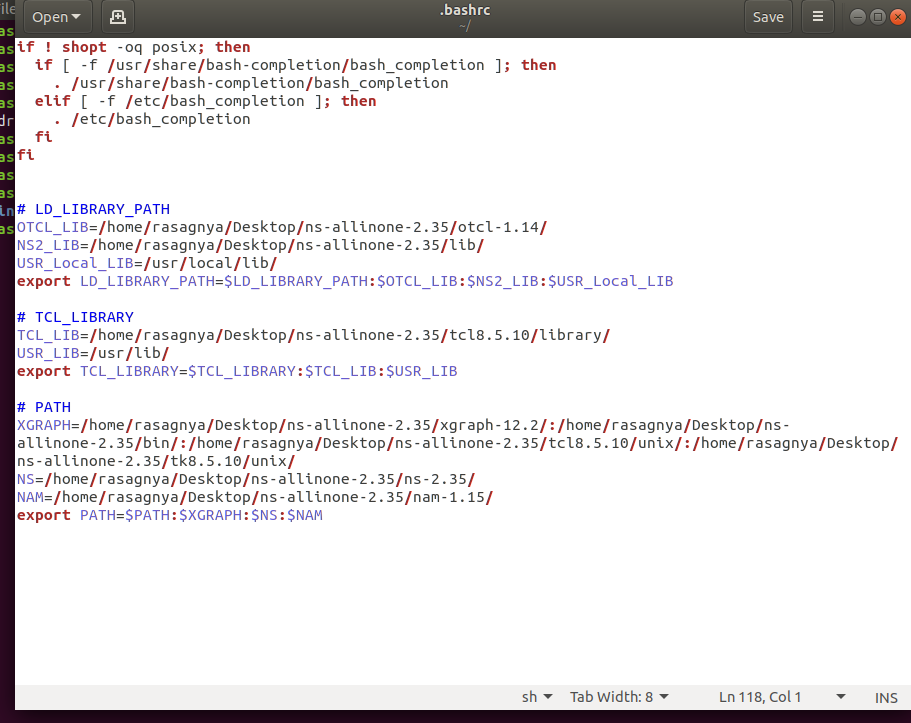 Open
.bashrc
~/
Save
if ! shopt -oq posix; then
  if [ -f /usr/share/bash-completion/bash_completion ]; then
    . /usr/share/bash-completion/bash_completion
  elif [ -f /etc/bash_completion ]; then
    . /etc/bash_completion
  fi
fi
# LD_LIBRARY_PATH
OTCL_LIB=/home/rasagnya/Desktop/ns-allinone-2.35/otcl-1.14/
NS2_LIB=/home/rasagnya/Desktop/ns-allinone-2.35/lib/
USR_Local_LIB=/usr/local/lib/
export LD_LIBRARY_PATH=$LD_LIBRARY_PATH:$OTCL_LIB:$NS2_LIB:$USR_Local_LIB
# TCL_LIBRARY
TCL_LIB=/home/rasagnya/Desktop/ns-allinone-2.35/tcl8.5.10/library/
USR_LIB=/usr/lib/
export TCL_LIBRARY=$TCL_LIBRARY:$TCL_LIB:$USR_LIB
# PATH
XGRAPH=/home/rasagnya/Desktop/ns-allinone-2.35/xgraph-12.2/:/home/rasagnya/Desktop/ns-
allinone-2.35/bin/:/home/rasagnya/Desktop/ns-allinone-2.35/tcl8.5.10/unix/:/home/rasagnya/Desktop/
ns-allinone-2.35/tk8.5.10/unix/
NS=/home/rasagnya/Desktop/ns-allinone-2.35/ns-2.35/
NAM=/home/rasagnya/Desktop/ns-allinone-2.35/nam-1.15/
export PATH=$PATH:$XGRAPH:$NS:$NAM
sh Tab Width: 8 Ln 118, Col 1 INS